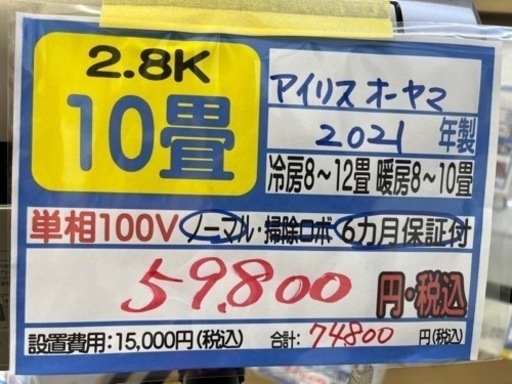 2.8K
10畳
アイリスオーヤマ
2021 年製
冷房8～12畳 暖房8～10畳
単相100V ノーマル・掃除ロボ 6カ月保証付
59,800 円・税込
設置費用:15,000円(税込) 合計: 74800 円(税込)